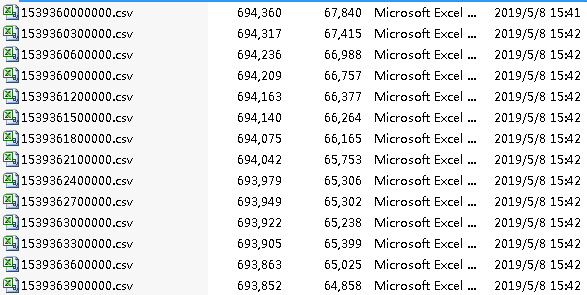 1539360000000.csv 694,360 67,840 Microsoft Excel ... 2019/5/8 15:41
1539360300000.csv 694,317 67,415 Microsoft Excel ... 2019/5/8 15:42
1539360600000.csv 694,236 66,988 Microsoft Excel ... 2019/5/8 15:42
1539360900000.csv 694,209 66,757 Microsoft Excel ... 2019/5/8 15:42
1539361200000.csv 694,163 66,377 Microsoft Excel ... 2019/5/8 15:42
1539361500000.csv 694,140 66,264 Microsoft Excel ... 2019/5/8 15:42
1539361800000.csv 694,075 66,165 Microsoft Excel ... 2019/5/8 15:42
1539362100000.csv 694,042 65,753 Microsoft Excel ... 2019/5/8 15:42
1539362400000.csv 693,979 65,306 Microsoft Excel ... 2019/5/8 15:42
1539362700000.csv 693,949 65,302 Microsoft Excel ... 2019/5/8 15:42
1539363000000.csv 693,922 65,238 Microsoft Excel ... 2019/5/8 15:42
1539363300000.csv 693,905 65,399 Microsoft Excel ... 2019/5/8 15:42
1539363600000.csv 693,863 65,025 Microsoft Excel ... 2019/5/8 15:42
1539363900000.csv 693,852 64,858 Microsoft Excel ... 2019/5/8 15:42